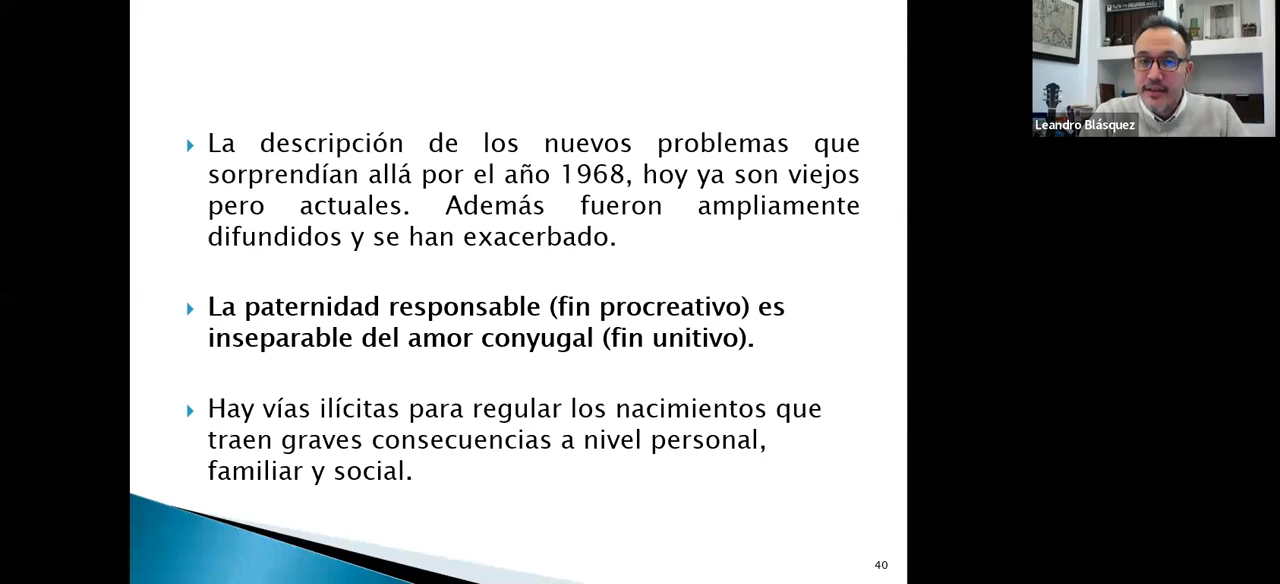 La descripción de los nuevos problemas que
sorprendían allá por el año 1968, hoy ya son viejos
pero actuales. Además fueron ampliamente
difundidos y se han exacerbado.
La paternidad responsable (fin procreativo) es
inseparable del amor conyugal (fin unitivo).
Hay vías ilícitas para regular los nacimientos que
traen graves consecuencias a nivel personal,
familiar y social.
40
Leandro Blásquez